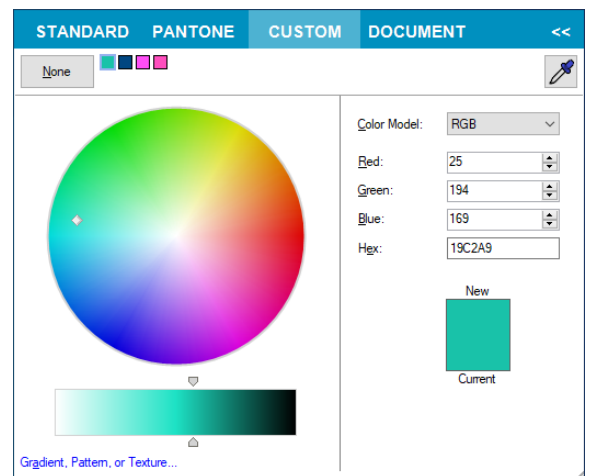 STANDARD PANTONE CUSTOM DOCUMENT <<
None
Color Model: RGB
Red: 25
Green: 194
Blue: 169
Hex: 19C2A9
New
Current
Gradient, Pattern, or Texture...